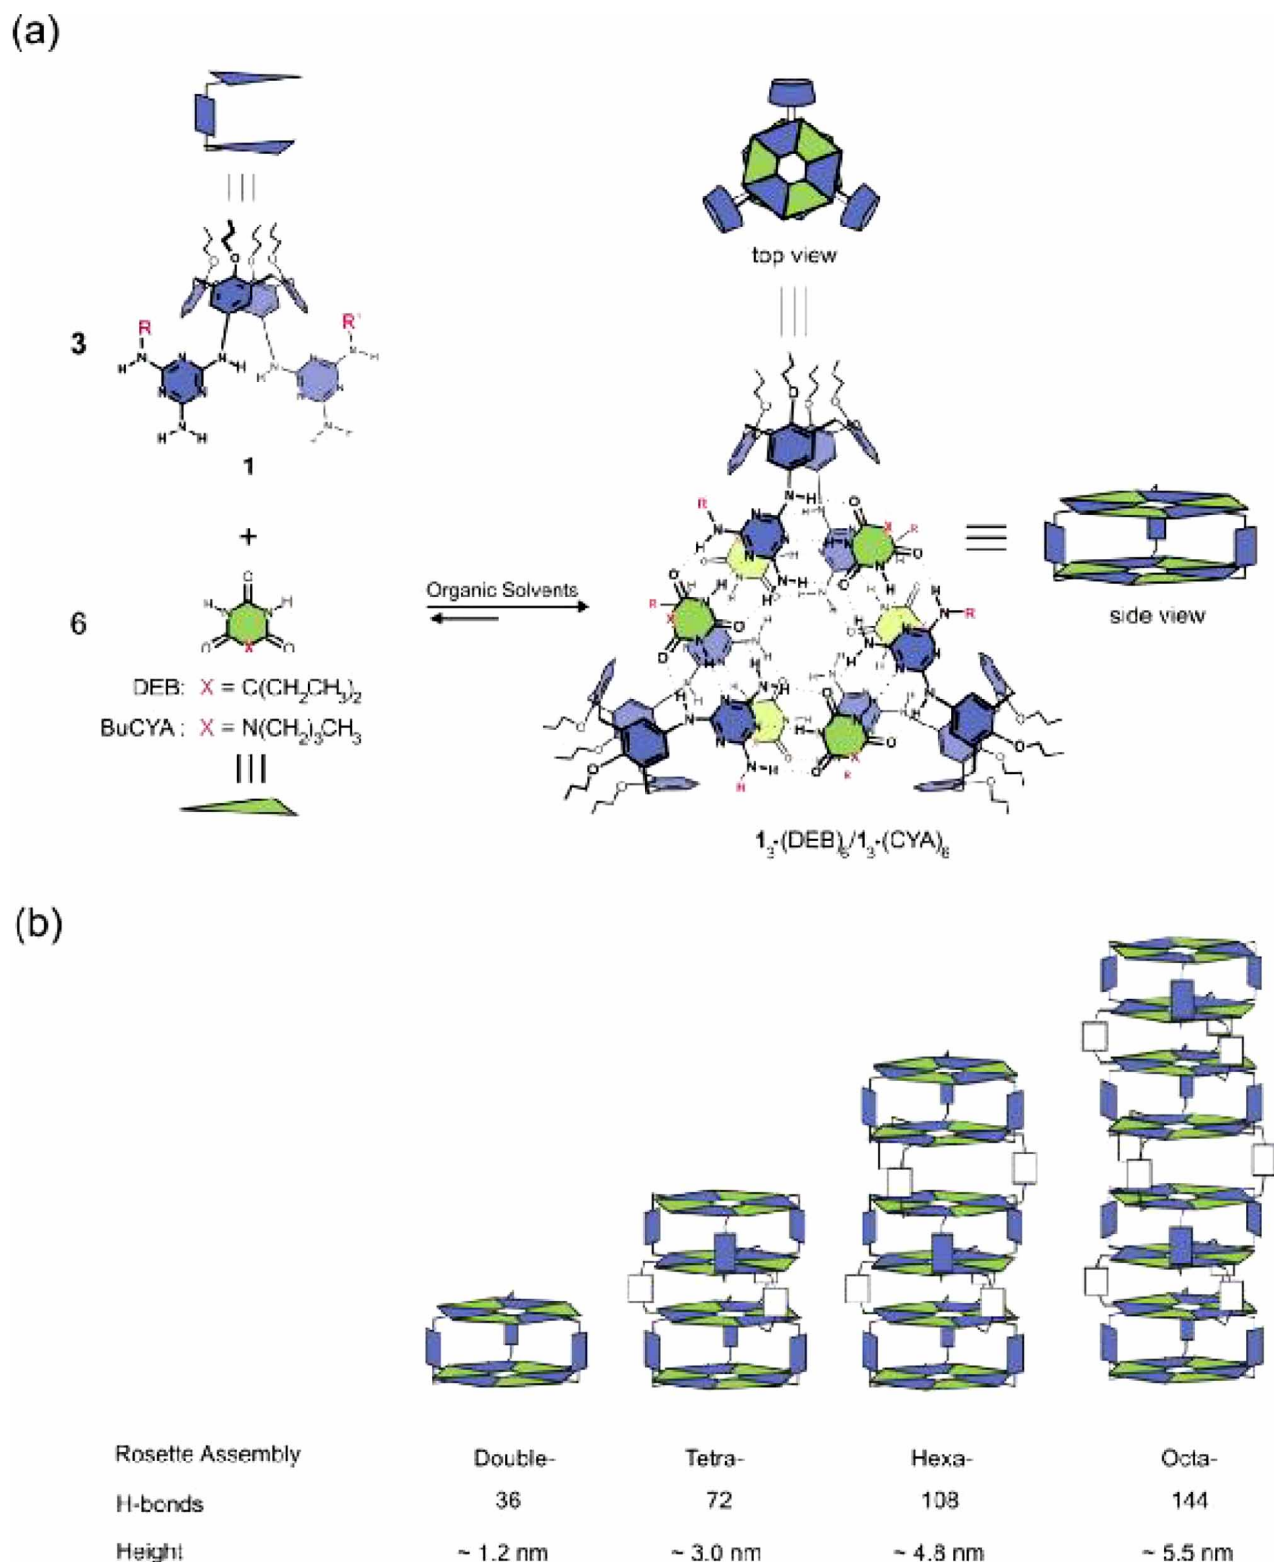 (a)
top view
R
R'
3
1
+
6
Organic Solvents
side view
DEB: X = C(CH₂CH₃)₂
BuCYA : X = N(CH₂)₃CH₃
1₃-(DEB)₆/1₃-(CYA)₆
(b)
Rosette Assembly Double- Tetra- Hexa- Octa-
H-bonds 36 72 108 144
Height ~ 1.2 nm ~ 3.0 nm ~ 4.8 nm ~ 5.5 nm